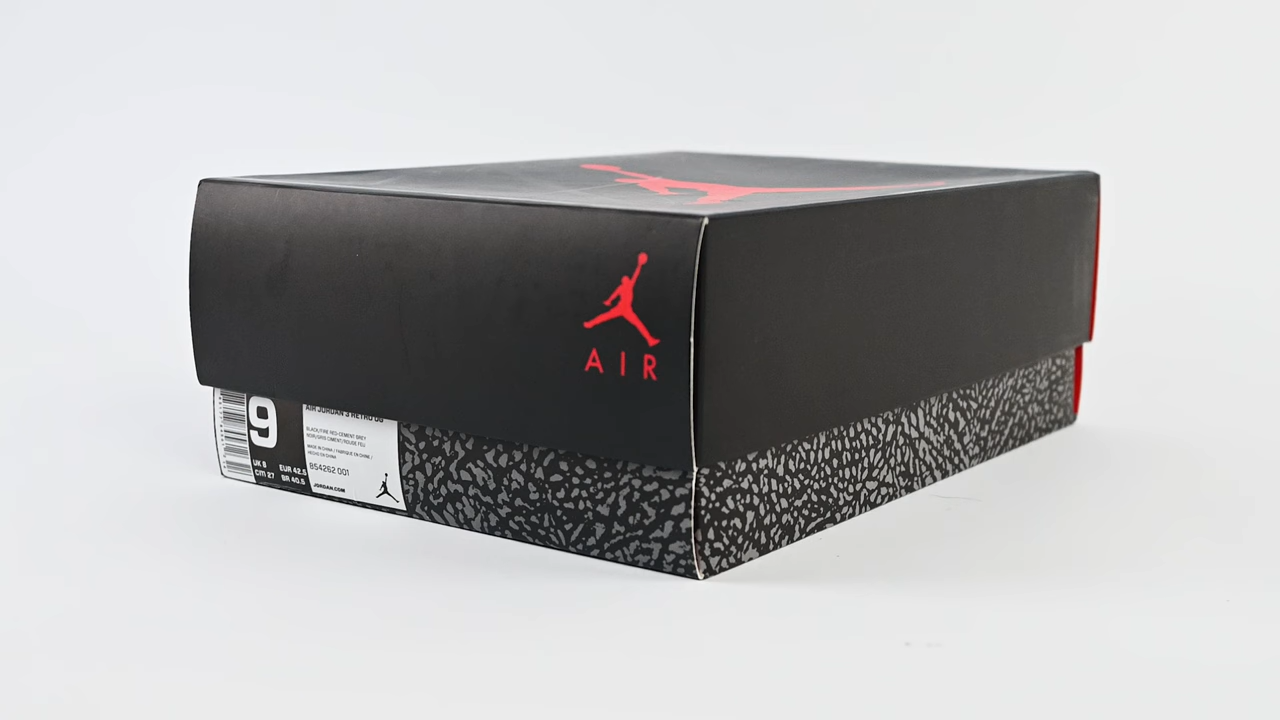 AIR
9
UK 8
EUR 42.5
CM 27
BR 40.5
AIR JORDAN 3 RETRO OG
BLACK/FIRE RED-CEMENT GREY
NOIR/GRIS CIMENT/ROUGE FEU
MADE IN CHINA / FABRIQUE EN CHINE /
HECHO EN CHINA
854262 001
JORDAN.COM